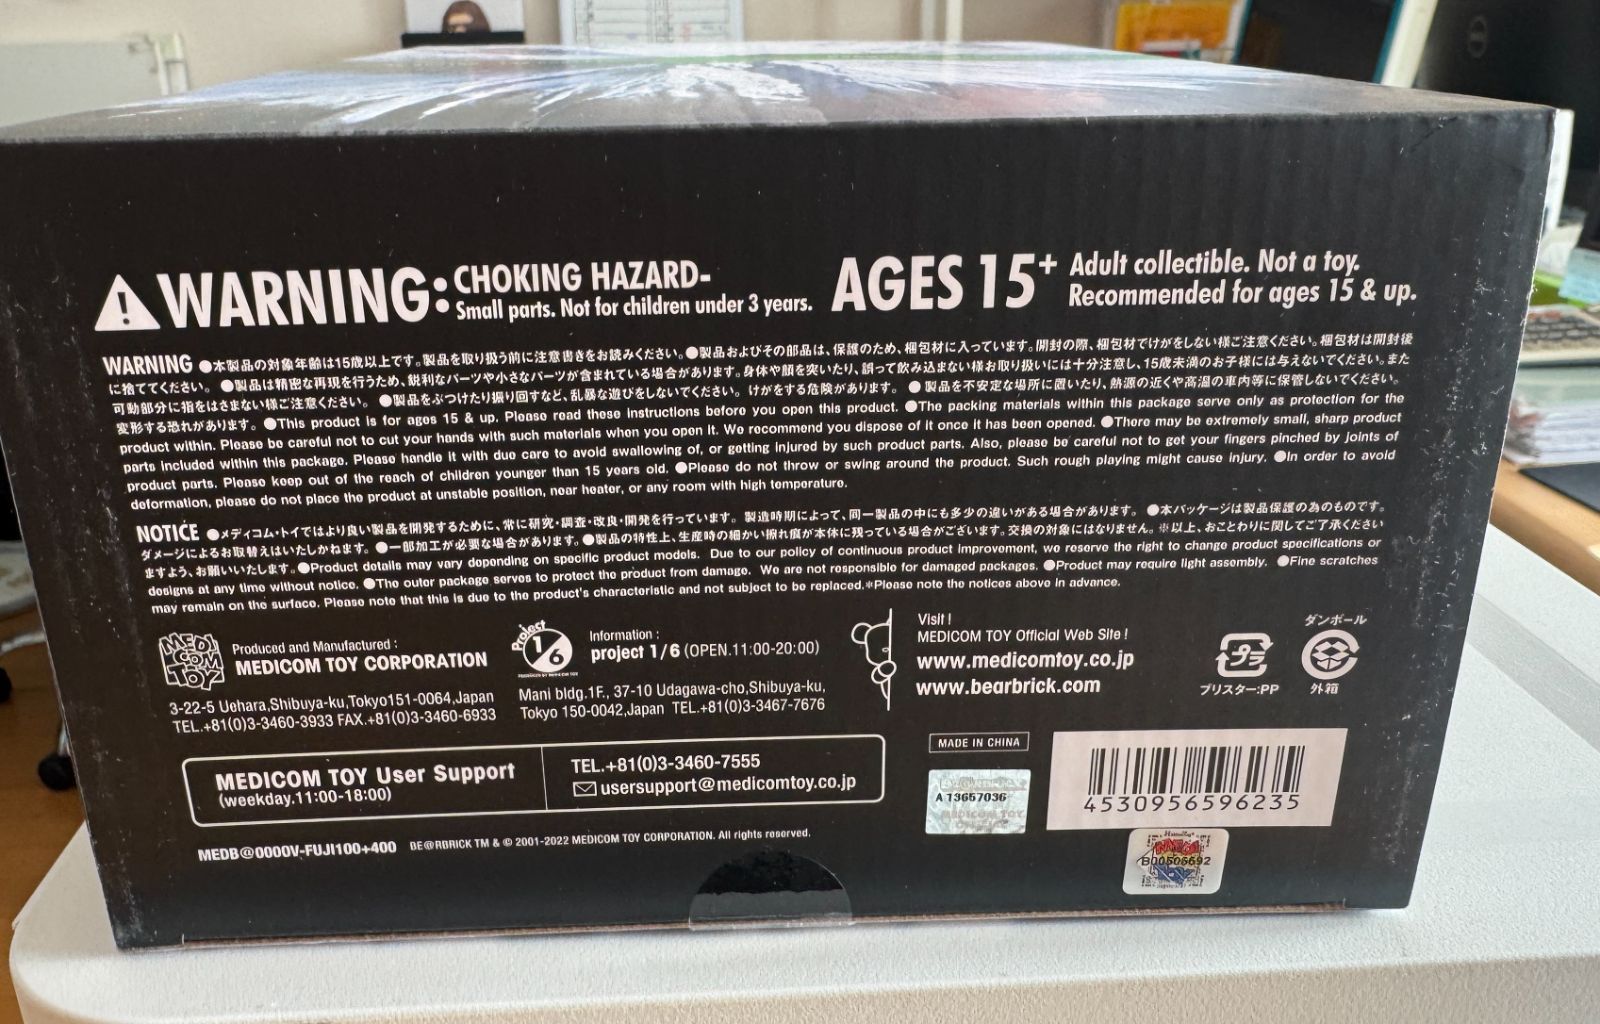 WARNING: CHOKING HAZARD-
Small parts. Not for children under 3 years.
AGES 15+ Adult collectible. Not a toy.
Recommended for ages 15 & up.
WARNING ●本製品の対象年齢は15歳以上です。製品を取り扱う前に注意書きをお読みください。●製品およびその部品は、保護のため、梱包材に入っています。開封の際、梱包材でけがをしない様ご注意ください。梱包材は開封後
に捨ててください。 ●製品は精密な再現を行うため、鋭利なパーツや小さなパーツが含まれている場合があります。身体や顔を突いたり、誤って飲み込まない様お取り扱いには十分注意し、15歳未満のお子様には与えないでください。また
可動部分に指をはさまない様ご注意ください。 ●製品をぶつけたり振り回すなど、乱暴な遊びをしないでください。 けがをする危険があります。 ●製品を不安定な場所に置いたり、熱源の近くや高温の車内等に保管しないでください。
変形する恐れがあります。 ●This product is for ages 15 & up. Please read these instructions before you open this product. ●The packing materials within this package serve only as protection for the
product within. Please be careful not to cut your hands with such materials when you open it. We recommend you dispose of it once it has been opened. ●There may be extremely small, sharp product
parts included within this package. Please handle it with due care to avoid swallowing of, or getting injured by such product parts. Also, please be careful not to get your fingers pinched by joints of
product parts. Please keep out of the reach of children younger than 15 years old. ●Please do not throw or swing around the product. Such rough playing might cause injury. ●In order to avoid
deformation, please do not place the product at unstable position, near heater, or any room with high temperature.
NOTICE ●メディコム・トイではより良い製品を開発するために、常に研究・調査・改良・開発を行っています。 製造時期によって、同一製品の中にも多少の違いがある場合があります。 ●本パッケージは製品保護の為のものです。
ダメージによるお取替えはいたしかねます。 ●一部加工が必要な場合があります。●製品の特性上、生産時の細かい擦れ痕が本体に残っている場合がございます。交換の対象にはなりません。※以上、おことわりに関してご了承ください
ますよう、お願いいたします。●Product details may vary depending on specific product models. Due to our policy of continuous product improvement, we reserve the right to change product specifications or
designs at any time without notice. ●The outer package serves to protect the product from damage. We are not responsible for damaged packages. ●Product may require light assembly. ●Fine scratches
may remain on the surface. Please note that this is due to the product's characteristic and not subject to be replaced.※Please note the notices above in advance.
MEDI COM TOY
Produced and Manufactured :
MEDICOM TOY CORPORATION
3-22-5 Uehara,Shibuya-ku,Tokyo151-0064,Japan
TEL.+81(0)3-3460-3933 FAX.+81(0)3-3460-6933
Project 1/6
Information :
project 1/6 (OPEN.11:00-20:00)
Mani bldg.1F., 37-10 Udagawa-cho,Shibuya-ku,
Tokyo 150-0042,Japan TEL.+81(0)3-3467-7676
Visit !
MEDICOM TOY Official Web Site !
www.medicomtoy.co.jp
www.bearbrick.com
プラ
ブリスター:PP
ダンボール
外箱
MEDICOM TOY User Support
(weekday.11:00-18:00)
TEL.+81(0)3-3460-7555
usersupport@medicomtoy.co.jp
MADE IN CHINA
A 13657036
MEDICOM TOY
4530956596235
B00506692
MEDB@0000V-FUJI100+400 BE@RBRICK TM & © 2001-2022 MEDICOM TOY CORPORATION. All rights reserved.